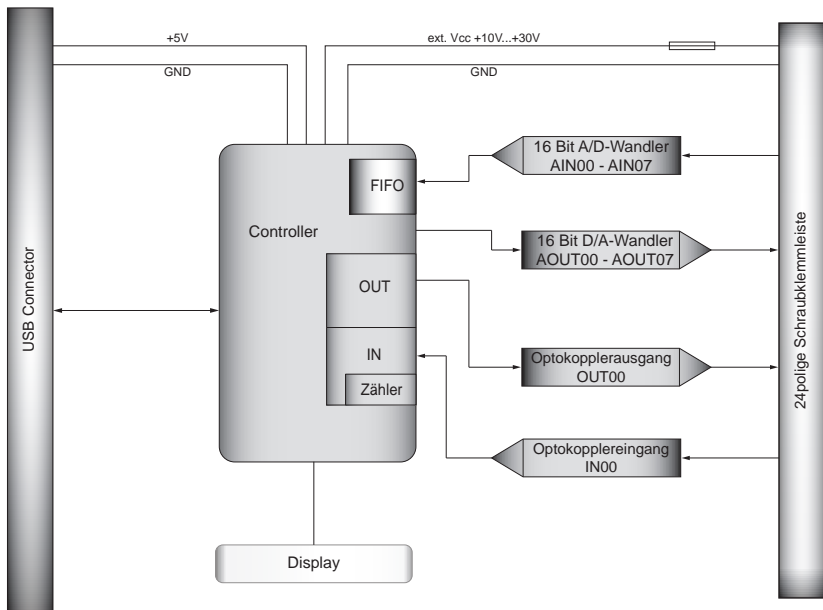 +5V
ext. Vcc +10V...+30V
GND
GND
16 Bit A/D-Wandler
AIN00 - AIN07
FIFO
Controller
16 Bit D/A-Wandler
AOUT00 - AOUT07
OUT
USB Connector
24polige Schraubklemmleiste
IN
Optokopplerausgang
OUT00
Zähler
Optokopplereingang
IN00
Display